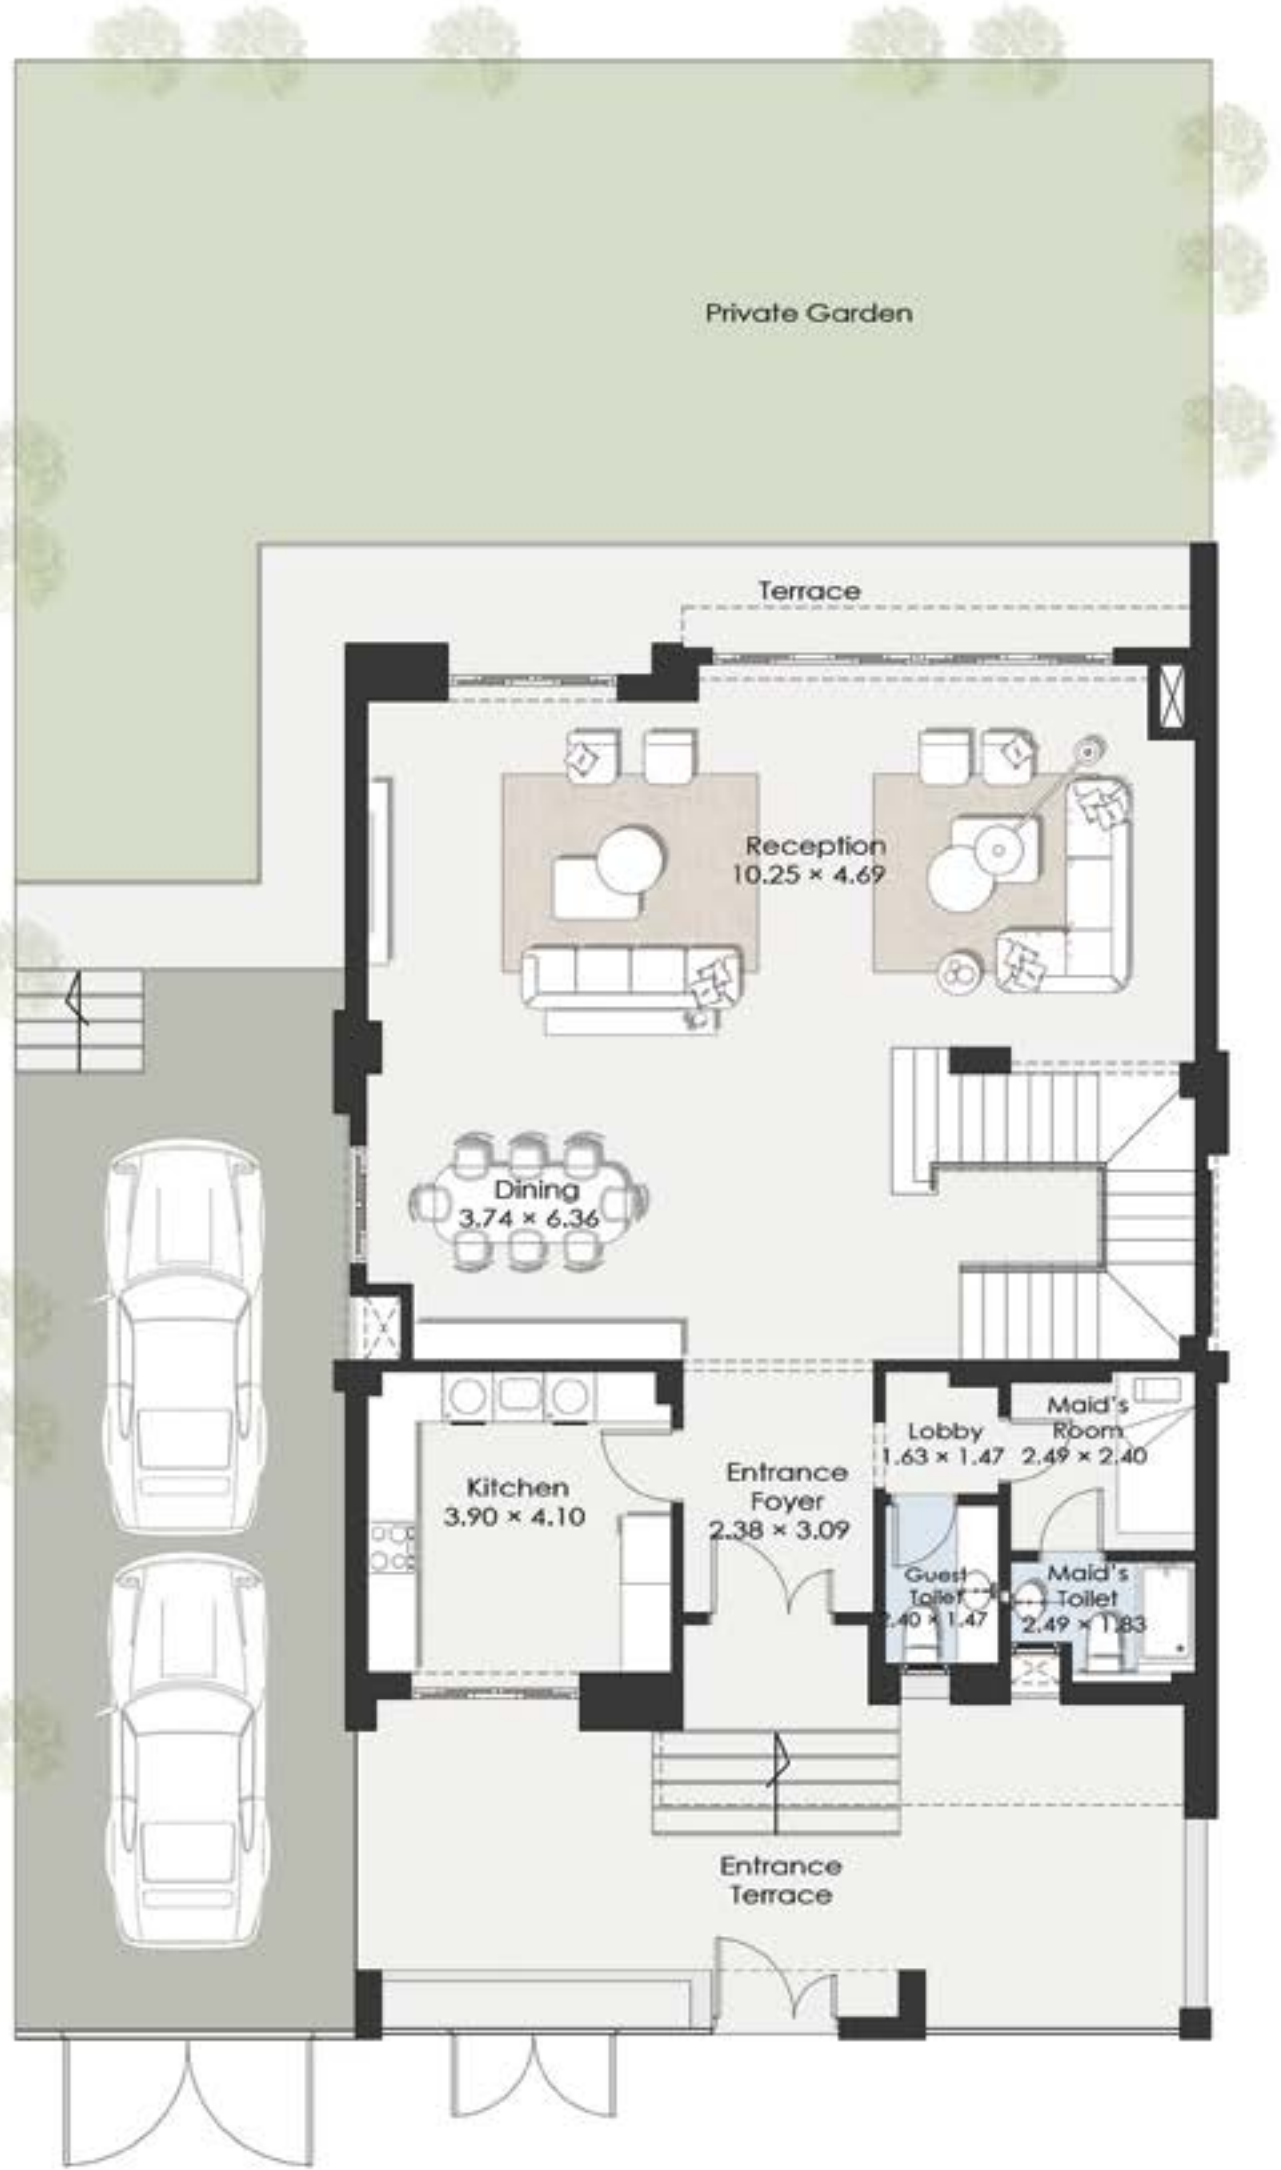 Private Garden
Terrace
Reception
10.25 × 4.69
Dining
3.74 × 6.36
Kitchen
3.90 × 4.10
Entrance
Foyer
2.38 × 3.09
Lobby
1.63 × 1.47
Maid's
Room
2.49 × 2.40
Guest
Toilet
2.40 × 1.47
Maid's
Toilet
2.49 × 1.83
Entrance
Terrace